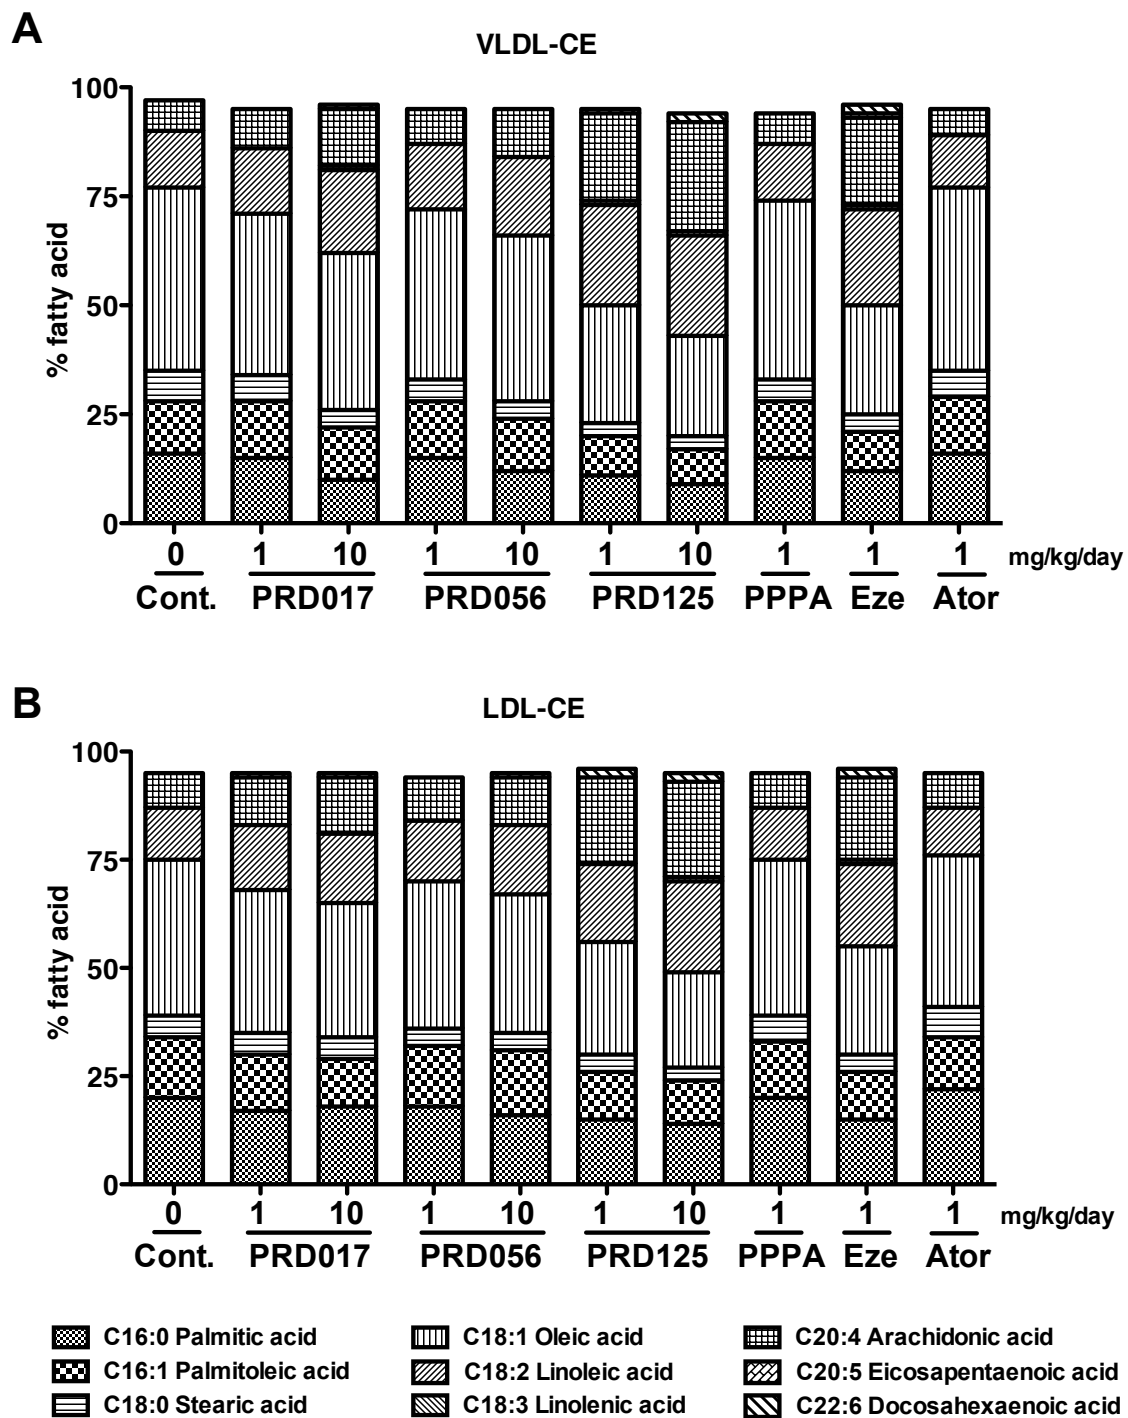 A
VLDL-CE
% fatty acid
100
75
50
25
0
0 1 10 1 10 1 10 1 1 1 mg/kg/day
Cont. PRD017 PRD056 PRD125 PPPA Eze Ator
B
LDL-CE
% fatty acid
100
75
50
25
0
0 1 10 1 10 1 10 1 1 1 mg/kg/day
Cont. PRD017 PRD056 PRD125 PPPA Eze Ator
C16:0 Palmitic acid C18:1 Oleic acid C20:4 Arachidonic acid
C16:1 Palmitoleic acid C18:2 Linoleic acid C20:5 Eicosapentaenoic acid
C18:0 Stearic acid C18:3 Linolenic acid C22:6 Docosahexaenoic acid